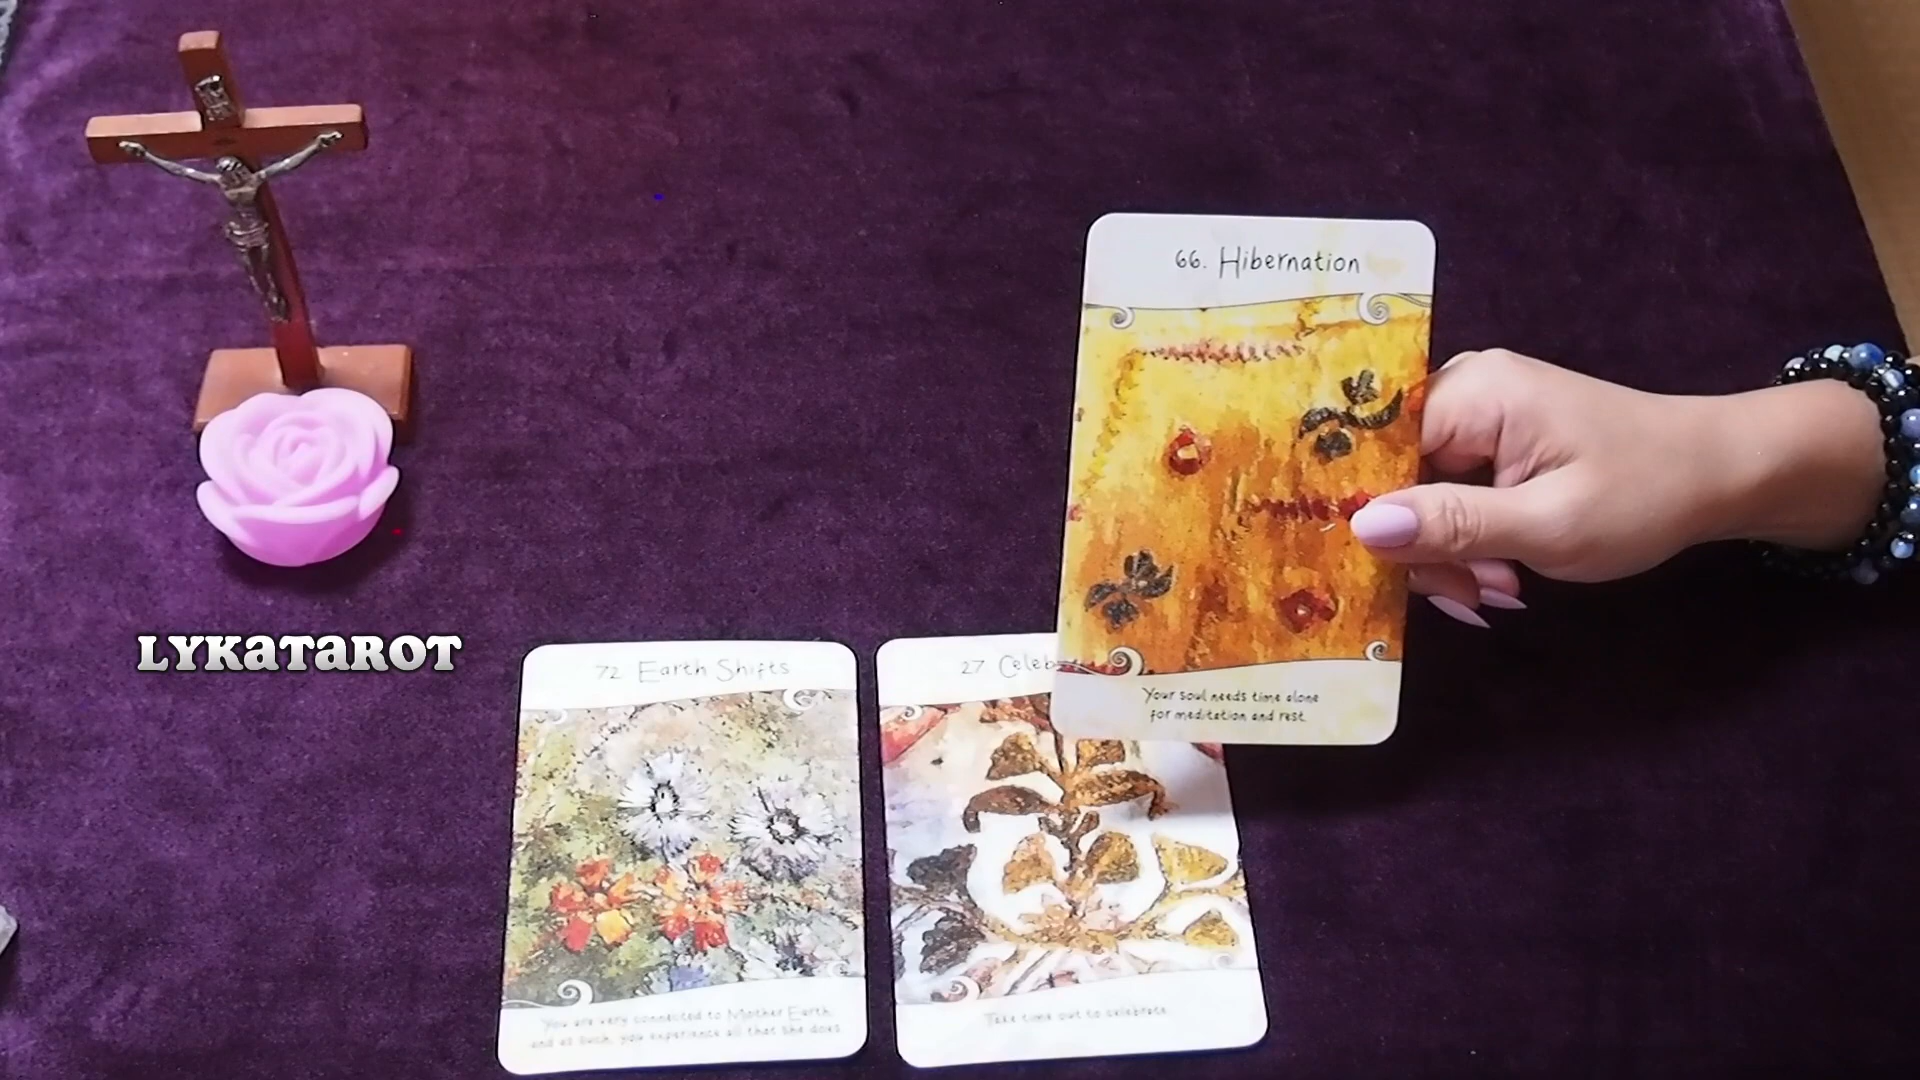 66. Hibernation
Your soul needs time alone
for meditation and rest.
LYKATAROT
72 Earth Shifts
You are very connected to Mother Earth,
and as such, you experience all that she does
27 Celeb
Take time out to celebrate.